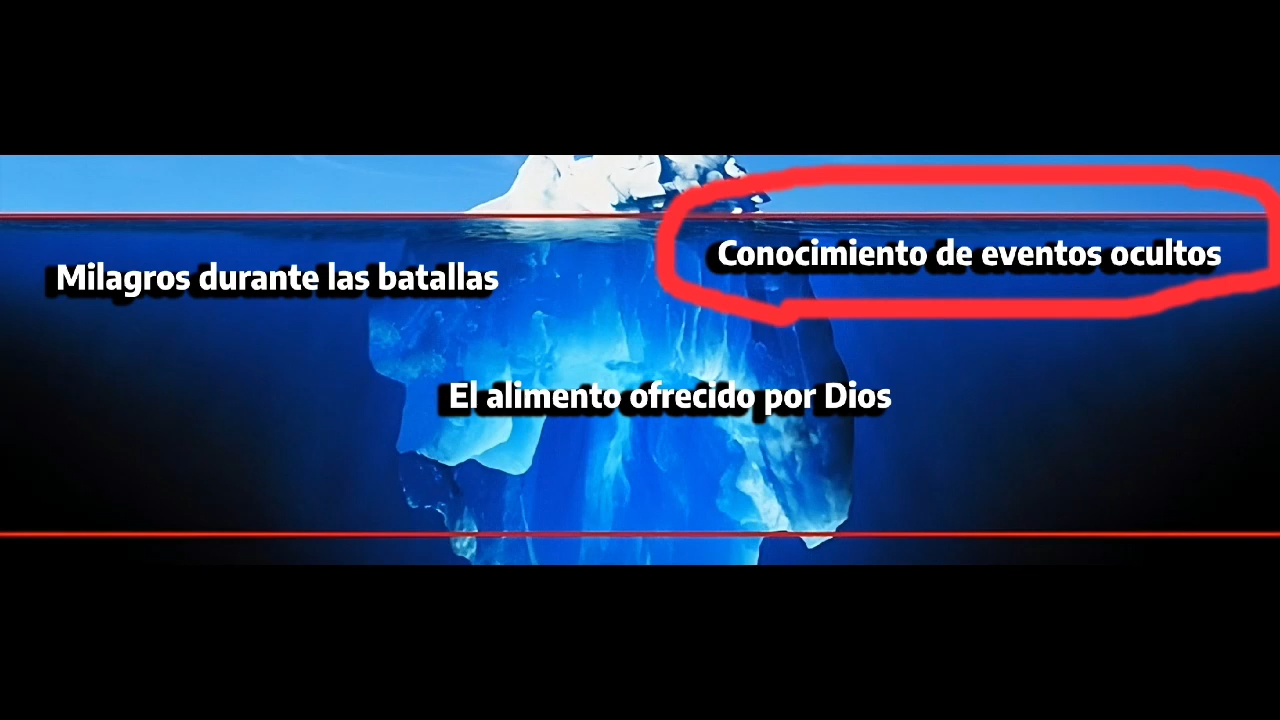 Conocimiento de eventos ocultos
Milagros durante las batallas
El alimento ofrecido por Dios